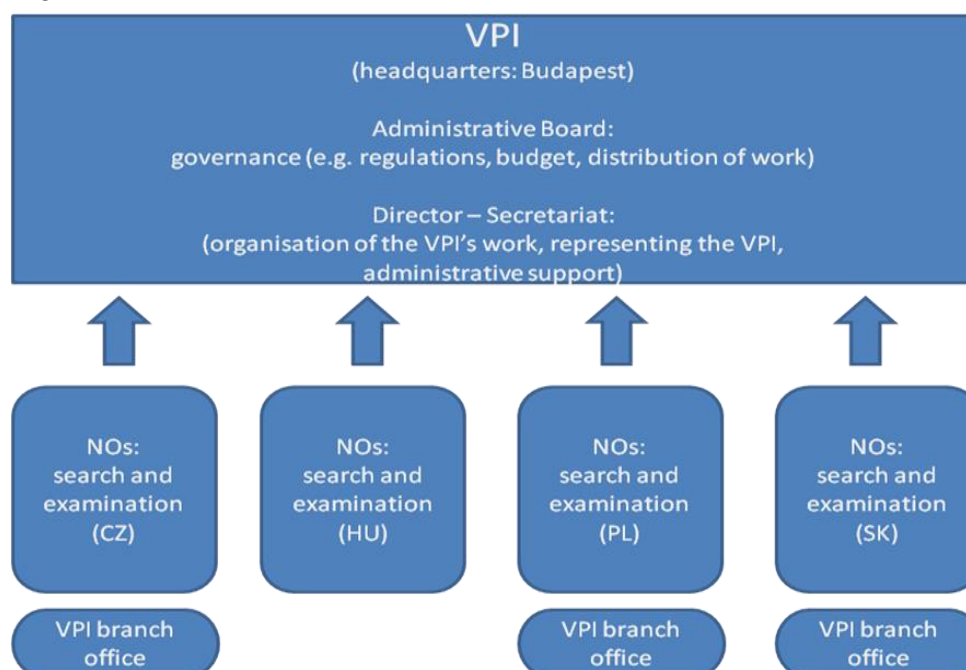 VPI
(headquarters: Budapest)
Administrative Board:
governance (e.g. regulations, budget, distribution of work)
Director – Secretariat:
(organisation of the VPI's work, representing the VPI,
administrative support)
NOs:
search and
examination
(CZ)
NOs:
search and
examination
(HU)
NOs:
search and
examination
(PL)
NOs:
search and
examination
(SK)
VPI branch
office
VPI branch
office
VPI branch
office